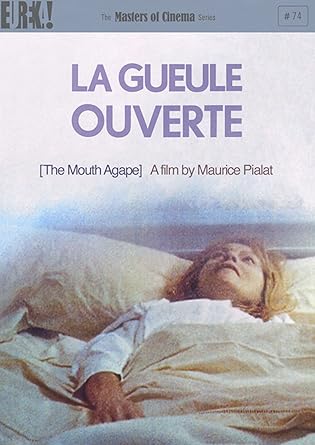 EUREKA!
The Masters of Cinema Series
# 74
LA GUEULE
OUVERTE
[The Mouth Agape] A film by Maurice Pialat